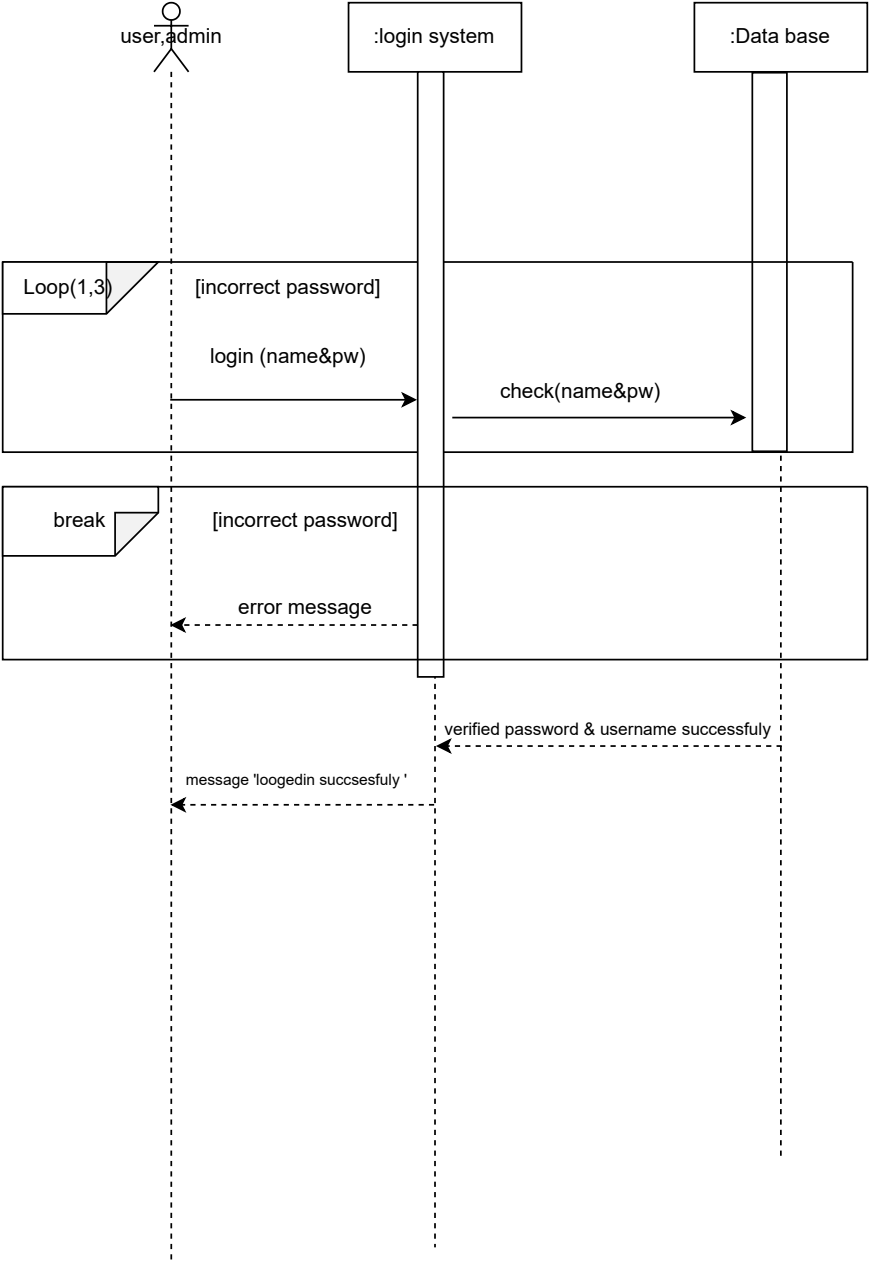 user,admin
:login system
:Data base
Loop(1,3)
[incorrect password]
login (name&pw)
check(name&pw)
break
[incorrect password]
error message
verified password & username successfuly
message 'loogedin succsesfuly '